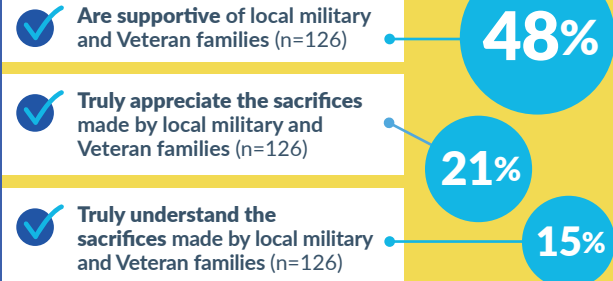 Are supportive of local military
and Veteran families (n=126)
48%
Truly appreciate the sacrifices
made by local military and
Veteran families (n=126)
21%
Truly understand the
sacrifices made by local military
and Veteran families (n=126)
15%